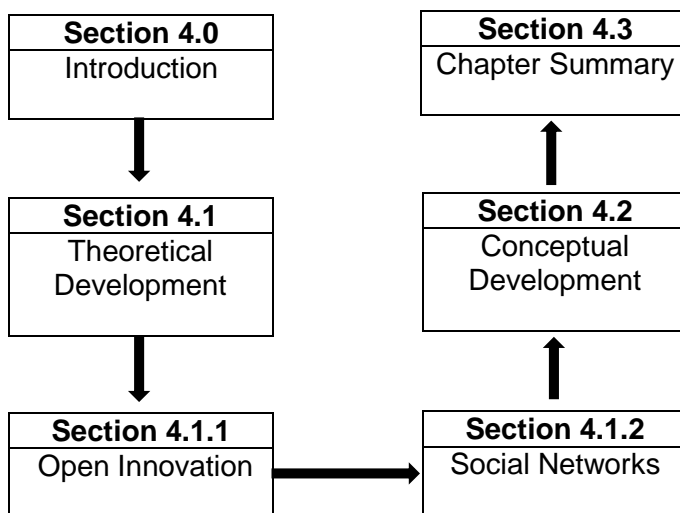 Section 4.0
Introduction
Section 4.1
Theoretical
Development
Section 4.1.1
Open Innovation
Section 4.1.2
Social Networks
Section 4.2
Conceptual
Development
Section 4.3
Chapter Summary